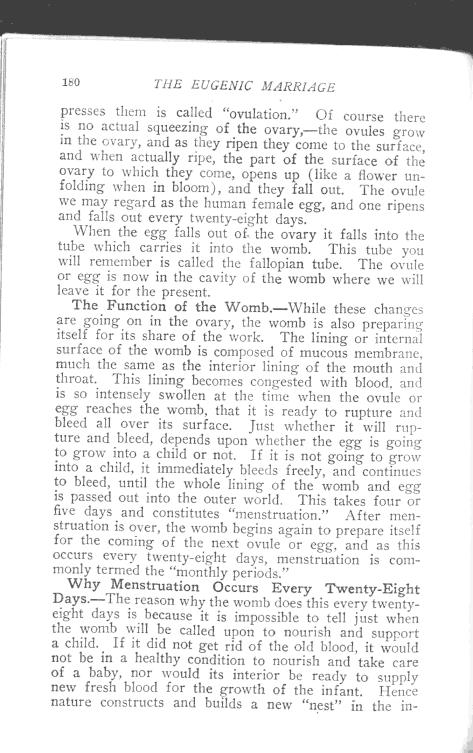 180 THE EUGENIC MARRIAGE
presses them is called “ovulation.” Of course there
is no actual squeezing of the ovary,—the ovules grow
in the ovary, and as they ripen they come to the surface,
and when actually ripe, the part of the surface of the
ovary to which they come, opens up (like a flower un-
folding when in bloom), and they fall out. The ovule
we may regard as the human female egg, and one ripens
and falls out every twenty-eight days.
When the egg falls out of the ovary it falls into the
tube which carries it into the womb. This tube you
will remember is called the fallopian tube. The ovule
or egg is now in the cavity of the womb where we will
leave it for the present.
The Function of the Womb.—While these changes
are going on in the ovary, the womb is also preparing
itself for its share of the work. The lining or internal
surface of the womb is composed of mucous membrane,
much the same as the interior lining of the mouth and
throat. This lining becomes congested with blood, and
is so intensely swollen at the time when the ovule or
egg reaches the womb, that it is ready to rupture and
bleed all over its surface. Just whether it will rup-
ture and bleed, depends upon whether the egg is going
to grow into a child or not. If it is not going to grow
into a child, it immediately bleeds freely, and continues
to bleed, until the whole lining of the womb and egg
is passed out into the outer world. This takes four or
five days and constitutes “menstruation.” After men-
struation is over, the womb begins again to prepare itself
for the coming of the next ovule or egg, and as this
occurs every twenty-eight days, menstruation is com-
monly termed the “monthly periods.”
Why Menstruation Occurs Every Twenty-Eight
Days.—The reason why the womb does this every twenty-
eight days is because it is impossible to tell just when
the womb will be called upon to nourish and support
a child. If it did not get rid of the old blood, it would
not be in a healthy condition to nourish and take care
of a baby, nor would its interior be ready to supply
new fresh blood for the growth of the infant. Hence
nature constructs and builds a new “nest” in the in-